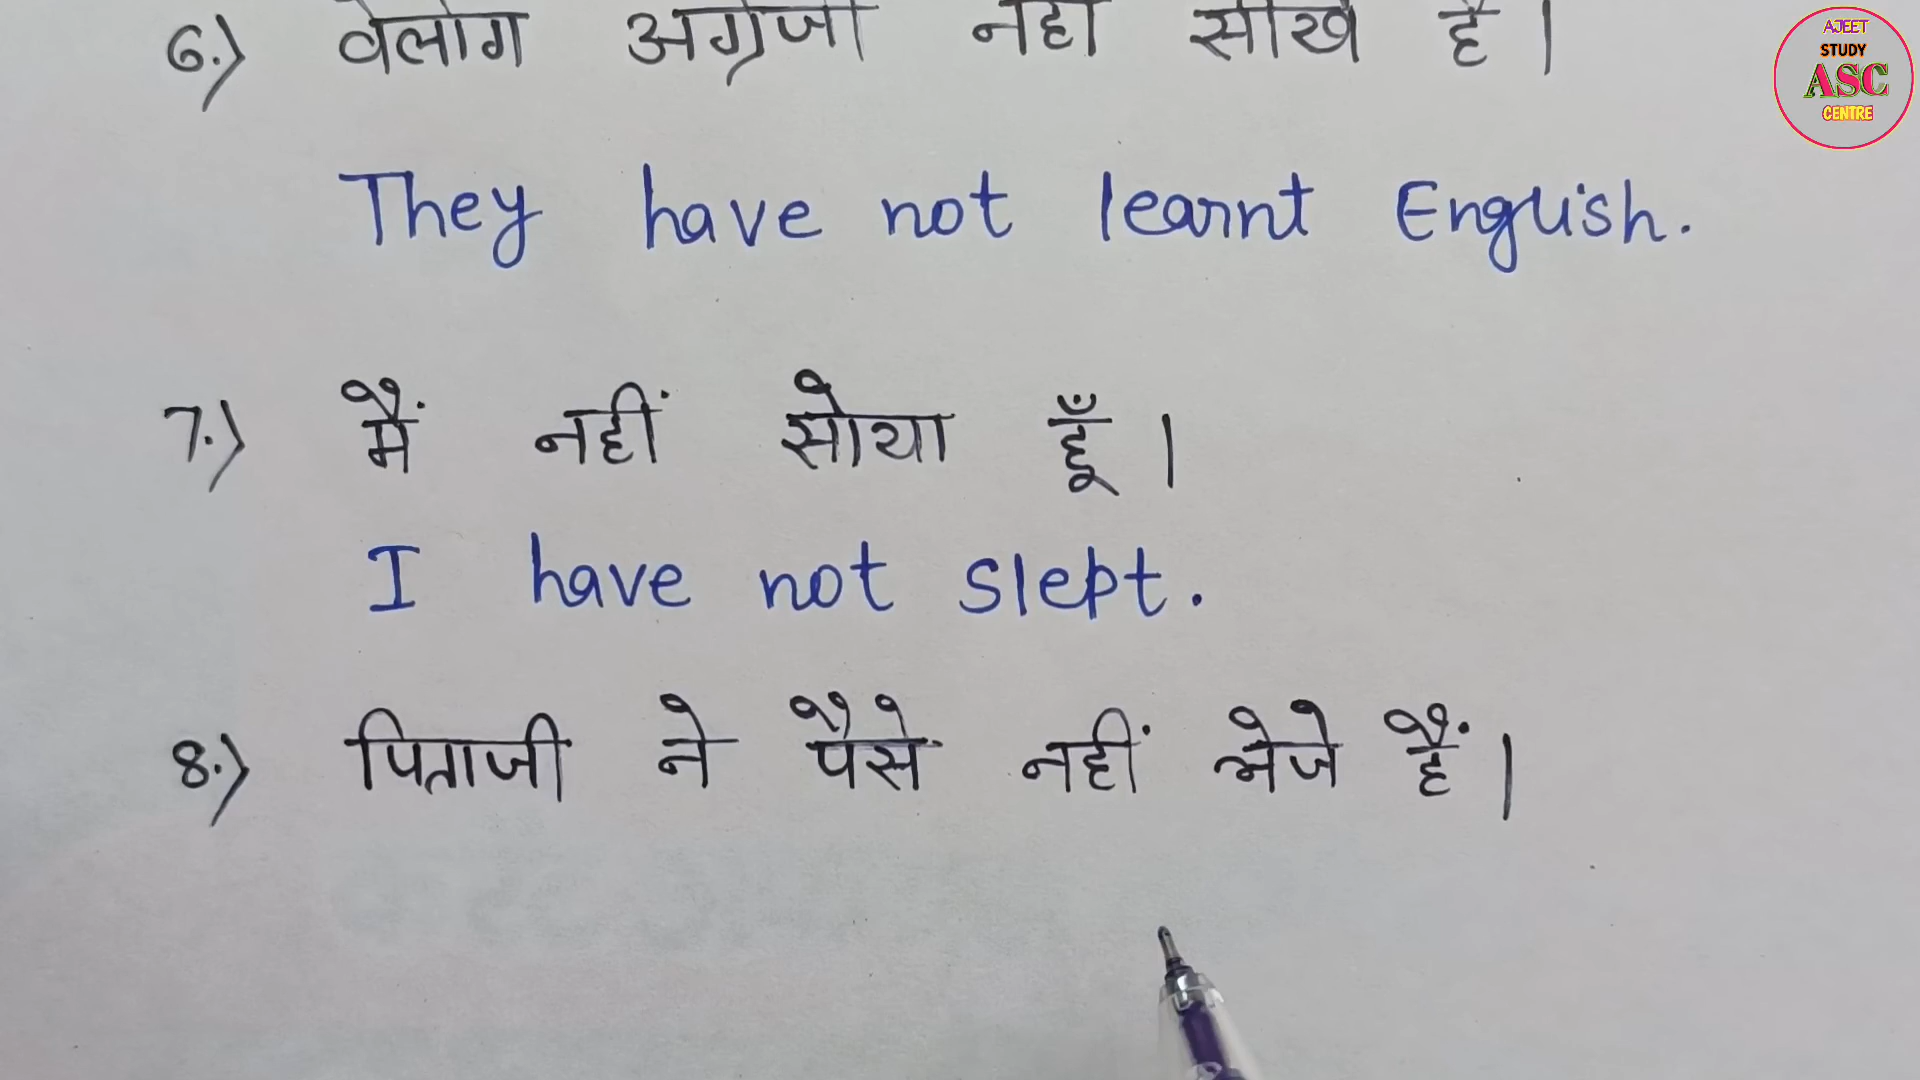 6.) वेलोग अंग्रेजी नहीं सीखे हैं।
AJEET
STUDY
ASC
CENTRE
They have not learnt English.
7.) मैं नहीं सोया हूँ।
I have not slept.
8.) पिताजी ने पैसे नहीं भेजे हैं।